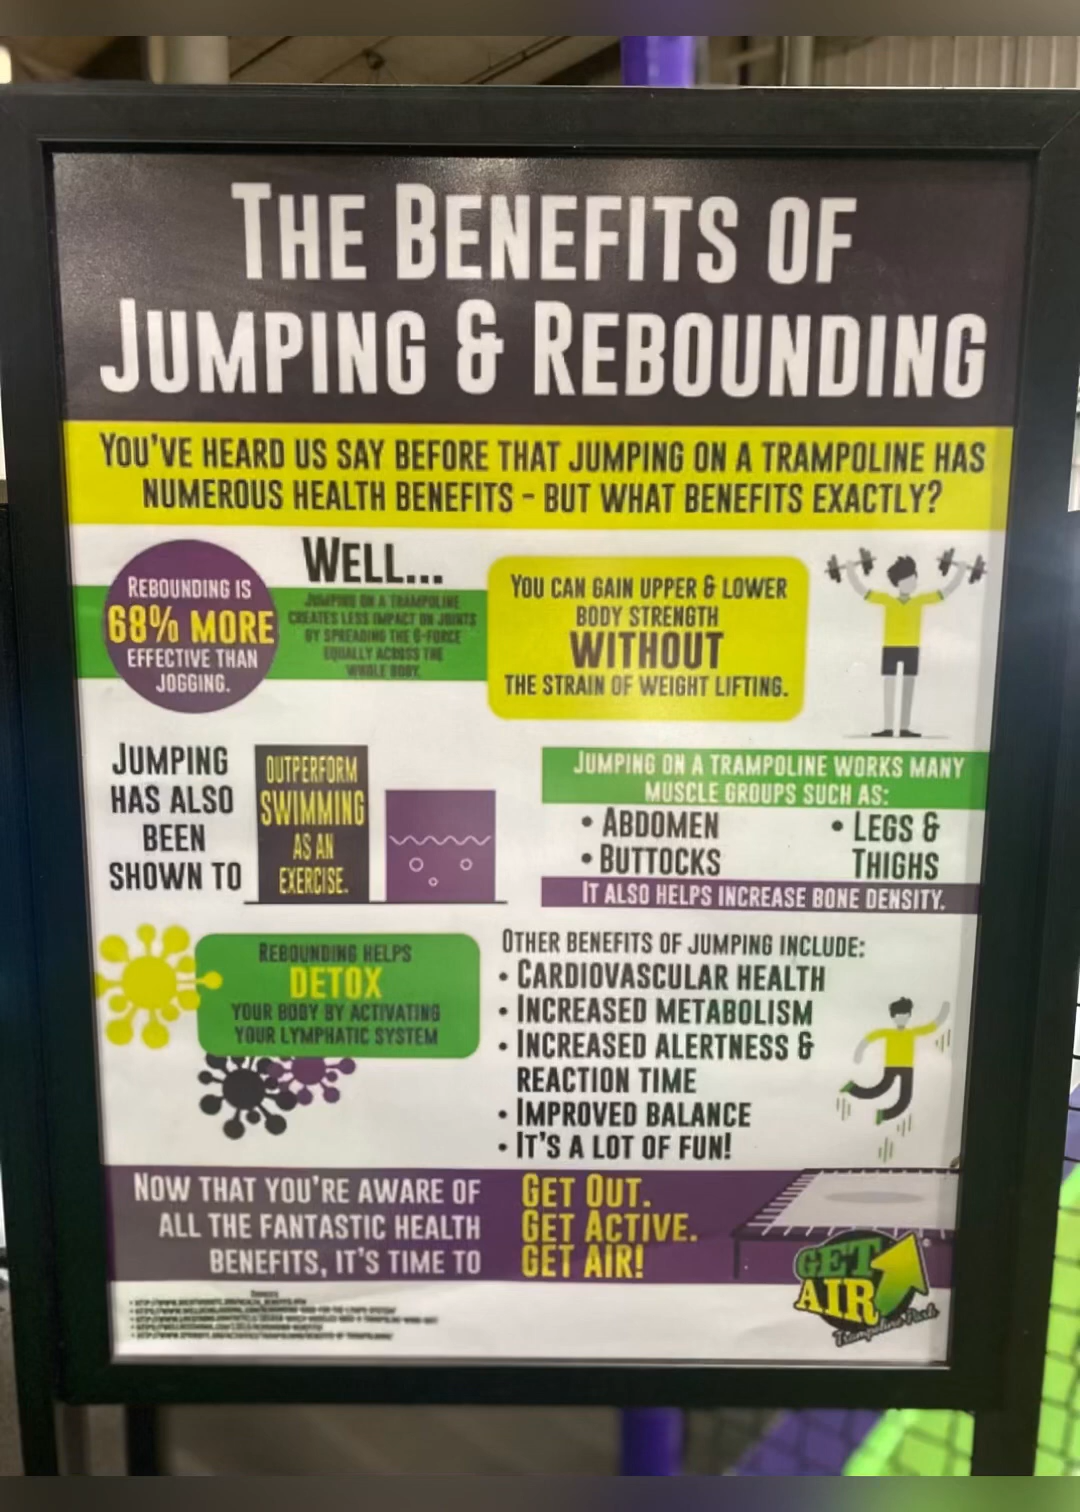 THE BENEFITS OF
JUMPING & REBOUNDING
YOU'VE HEARD US SAY BEFORE THAT JUMPING ON A TRAMPOLINE HAS
NUMEROUS HEALTH BENEFITS - BUT WHAT BENEFITS EXACTLY?
WELL...
REBOUNDING IS
68% MORE
EFFECTIVE THAN
JOGGING.
JUMPING ON A TRAMPOLINE
CREATES LESS IMPACT ON JOINTS
BY SPREADING THE G-FORCE
EQUALLY ACROSS THE
WHOLE BODY.
YOU CAN GAIN UPPER & LOWER
BODY STRENGTH
WITHOUT
THE STRAIN OF WEIGHT LIFTING.
JUMPING
HAS ALSO
BEEN
SHOWN TO
OUTPERFORM
SWIMMING
AS AN
EXERCISE.
JUMPING ON A TRAMPOLINE WORKS MANY
MUSCLE GROUPS SUCH AS:
• ABDOMEN
• BUTTOCKS
• LEGS &
THIGHS
IT ALSO HELPS INCREASE BONE DENSITY.
REBOUNDING HELPS
DETOX
YOUR BODY BY ACTIVATING
YOUR LYMPHATIC SYSTEM
OTHER BENEFITS OF JUMPING INCLUDE:
• CARDIOVASCULAR HEALTH
• INCREASED METABOLISM
• INCREASED ALERTNESS &
REACTION TIME
• IMPROVED BALANCE
• IT'S A LOT OF FUN!
NOW THAT YOU'RE AWARE OF
ALL THE FANTASTIC HEALTH
BENEFITS, IT'S TIME TO
GET OUT.
GET ACTIVE.
GET AIR!
GET
AIR
Trampoline Park